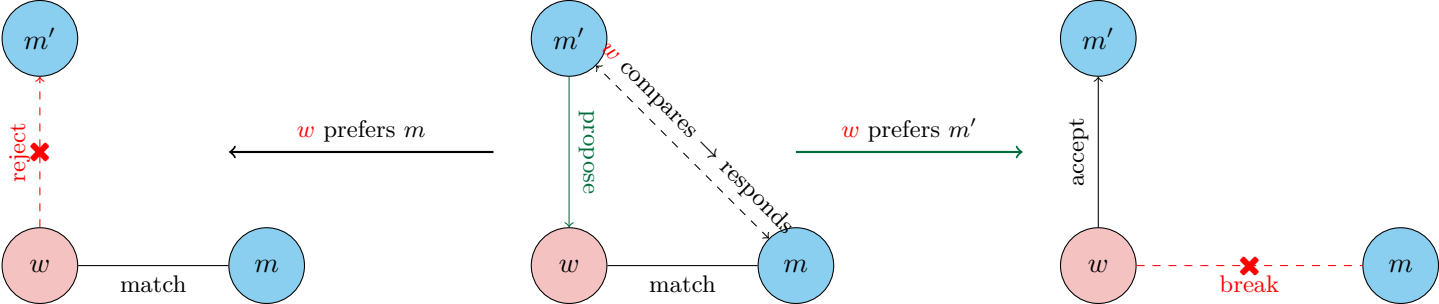 m′
reject
w
match
m
w prefers m
m′
w compares → responds
propose
w
match
m
w prefers m′
m′
accept
w
break
m